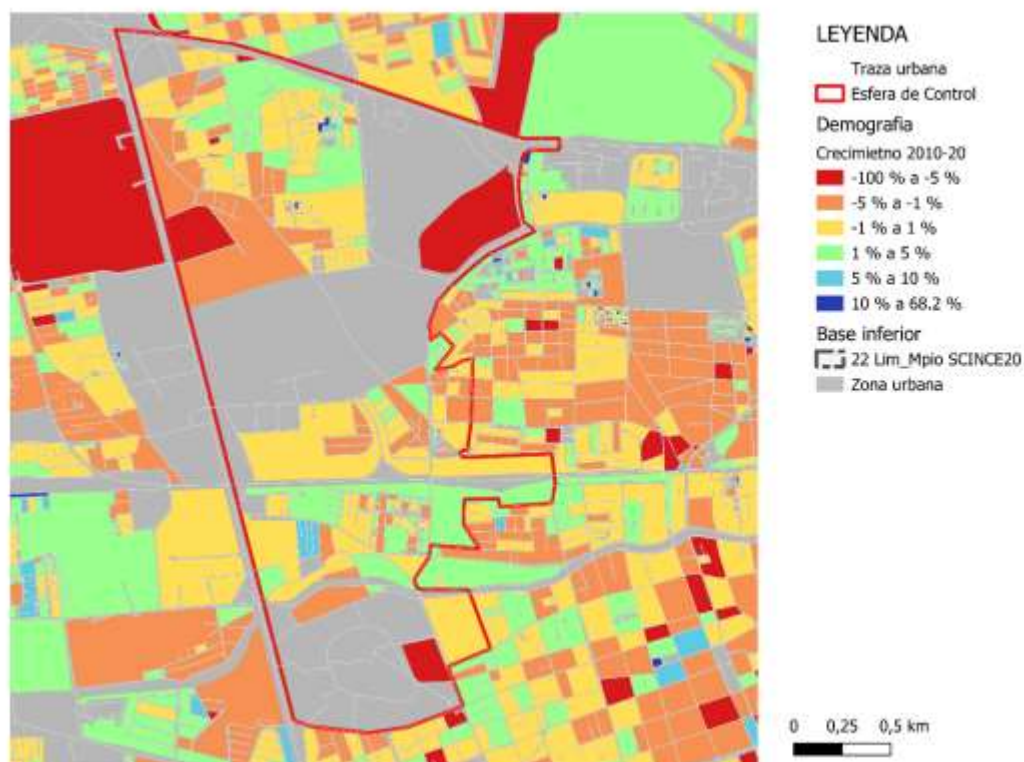 LEYENDA
Traza urbana
Esfera de Control
Demografia
Crecimietno 2010-20
-100 % a -5 %
-5 % a -1 %
-1 % a 1 %
1 % a 5 %
5 % a 10 %
10 % a 68.2 %
Base inferior
22 Lim_Mpio SCINCE20
Zona urbana
0 0,25 0,5 km